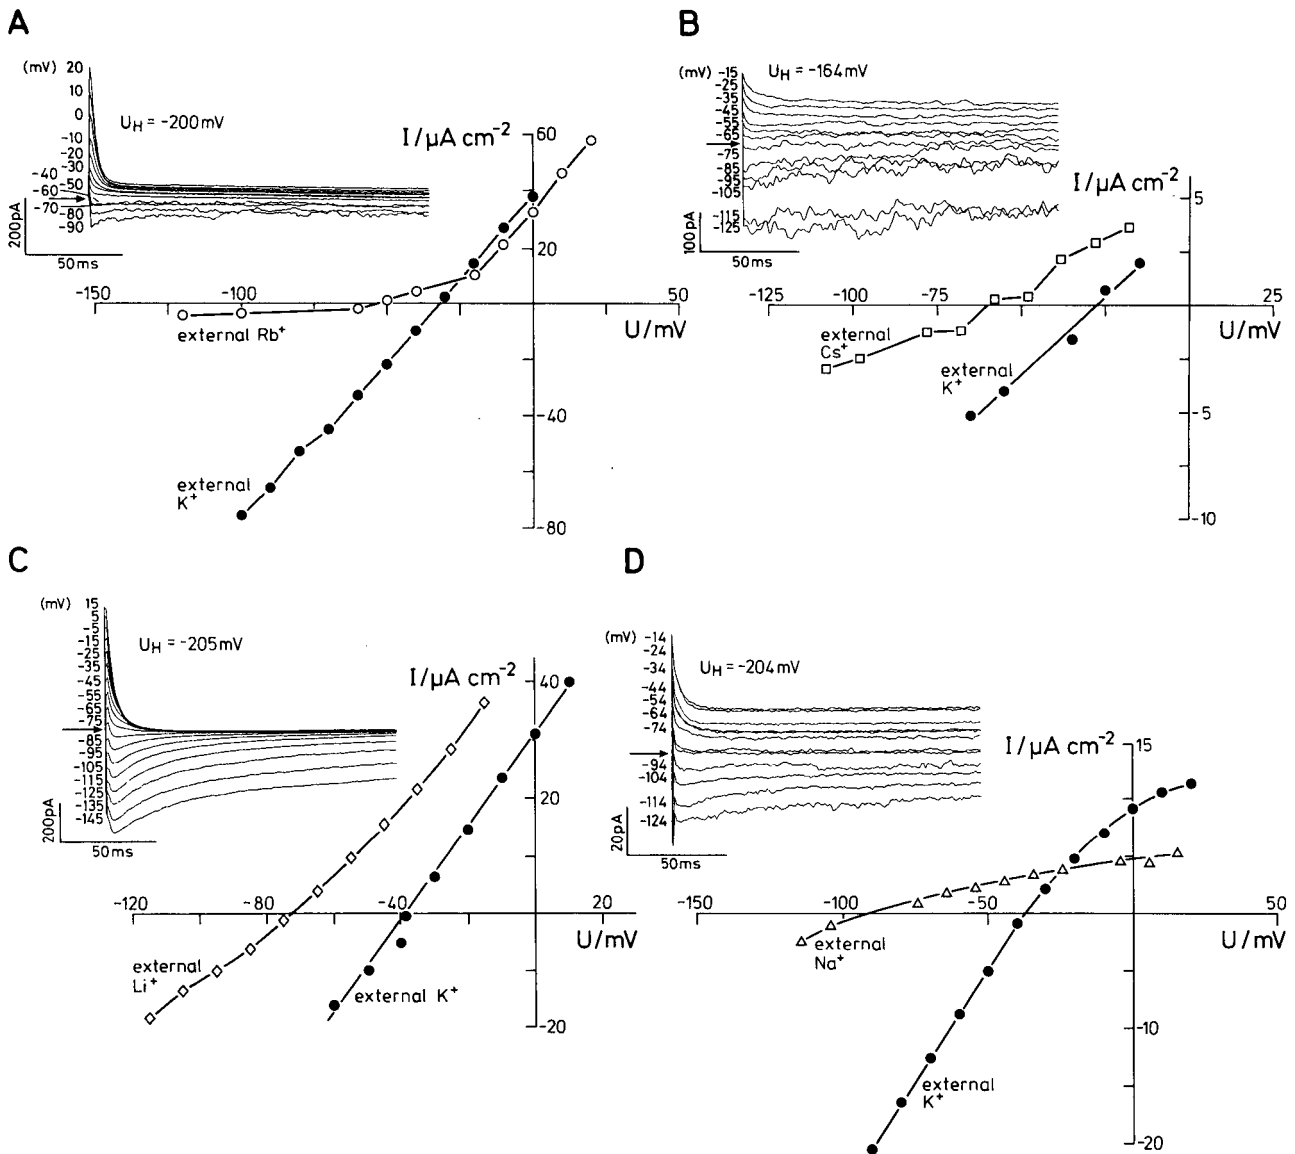 A
(mV) 20
10
0
-10
-20
-30
-40
-50
-60
-70
-80
-90
U_H = -200mV
200pA
50ms
I/µA cm⁻²
60
20
-40
-80
-150
-100
50
U/mV
external Rb⁺
external
K⁺
B
(mV) -15
-25
-35
-45
-55
-65
-75
-85
-95
-105
-115
-125
U_H = -164mV
100pA
50ms
I/µA cm⁻²
5
-5
-10
-125
-100
-75
25
U/mV
external
Cs⁺
external
K⁺
C
(mV) 15
5
-5
-15
-25
-35
-45
-55
-65
-75
-85
-95
-105
-115
-125
-135
-145
U_H = -205mV
200pA
50ms
I/µA cm⁻²
40
20
-20
-120
-80
-40
20
U/mV
external
Li⁺
external K⁺
D
(mV) -14
-24
-34
-44
-54
-64
-74
-94
-104
-114
-124
U_H = -204mV
20pA
50ms
I/µA cm⁻²
15
-10
-20
-150
-100
-50
50
U/mV
external
Na⁺
external
K⁺